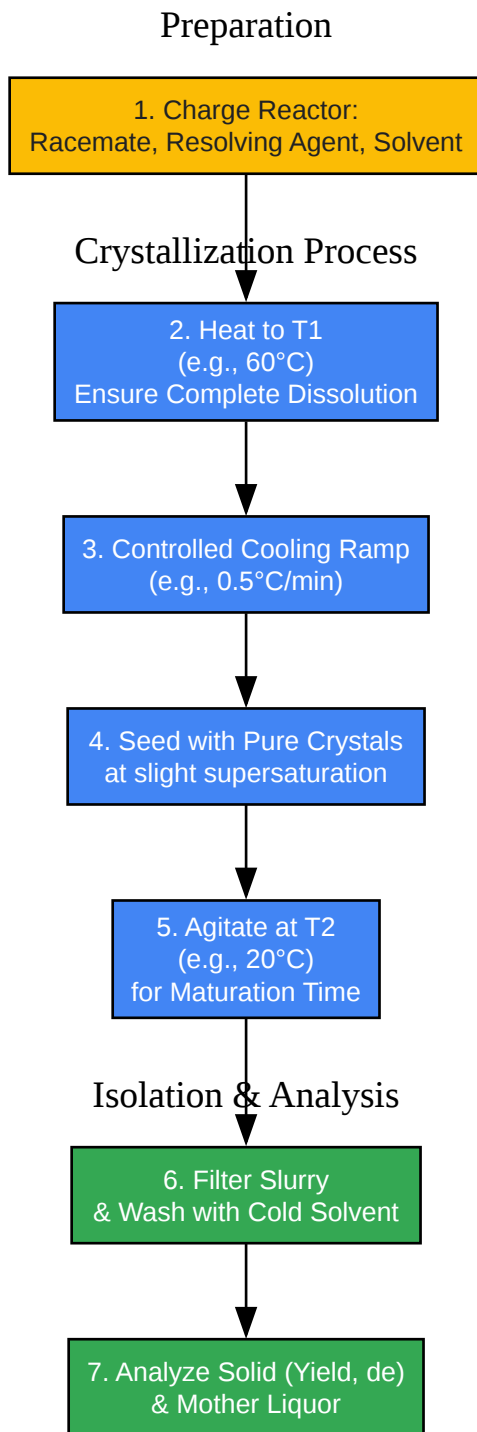 Preparation
1. Charge Reactor:
Racemate, Resolving Agent, Solvent
Crystallization Process
2. Heat to T1
(e.g., 60°C)
Ensure Complete Dissolution
3. Controlled Cooling Ramp
(e.g., 0.5°C/min)
4. Seed with Pure Crystals
at slight supersaturation
5. Agitate at T2
(e.g., 20°C)
for Maturation Time
Isolation & Analysis
6. Filter Slurry
& Wash with Cold Solvent
7. Analyze Solid (Yield, de)
& Mother Liquor